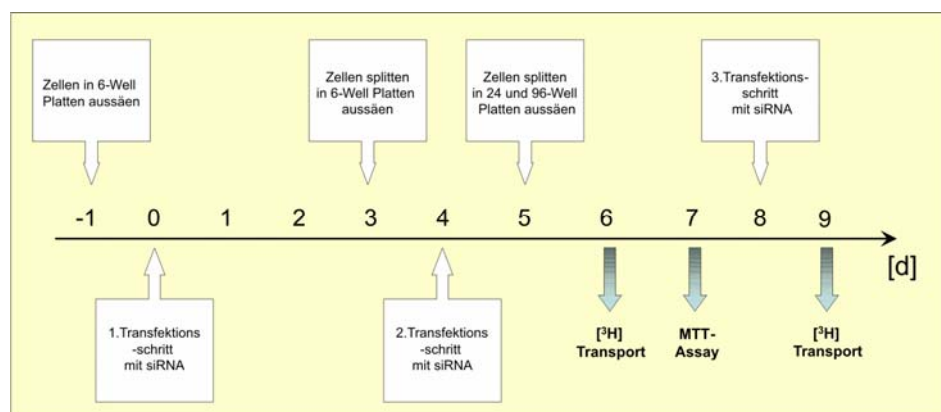 Zellen in 6-Well
Platten aussäen
Zellen splitten
in 6-Well Platten
aussäen
Zellen splitten
in 24 und 96-Well
Platten aussäen
3.Transfektions-
schritt
mit siRNA
-1 0 1 2 3 4 5 6 7 8 9
[d]
1.Transfektions
-schritt
mit siRNA
2.Transfektions
-schritt
mit siRNA
[³H]
Transport
MTT-
Assay
[³H]
Transport